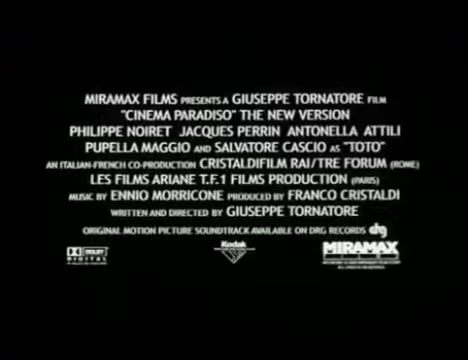 MIRAMAX FILMS PRESENTS A GIUSEPPE TORNATORE FILM
"CINEMA PARADISO" THE NEW VERSION
PHILIPPE NOIRET JACQUES PERRIN ANTONELLA ATTILI
PUPELLA MAGGIO AND SALVATORE CASCIO AS "TOTO"
AN ITALIAN-FRENCH CO-PRODUCTION CRISTALDIFILM RAI/TRE FORUM (ROME)
LES FILMS ARIANE T.F.1 FILMS PRODUCTION (PARIS)
MUSIC BY ENNIO MORRICONE PRODUCED BY FRANCO CRISTALDI
WRITTEN AND DIRECTED BY GIUSEPPE TORNATORE
ORIGINAL MOTION PICTURE SOUNDTRACK AVAILABLE ON DRG RECORDS drg
DOLBY
DIGITAL
Kodak
MIRAMAX
FILMS